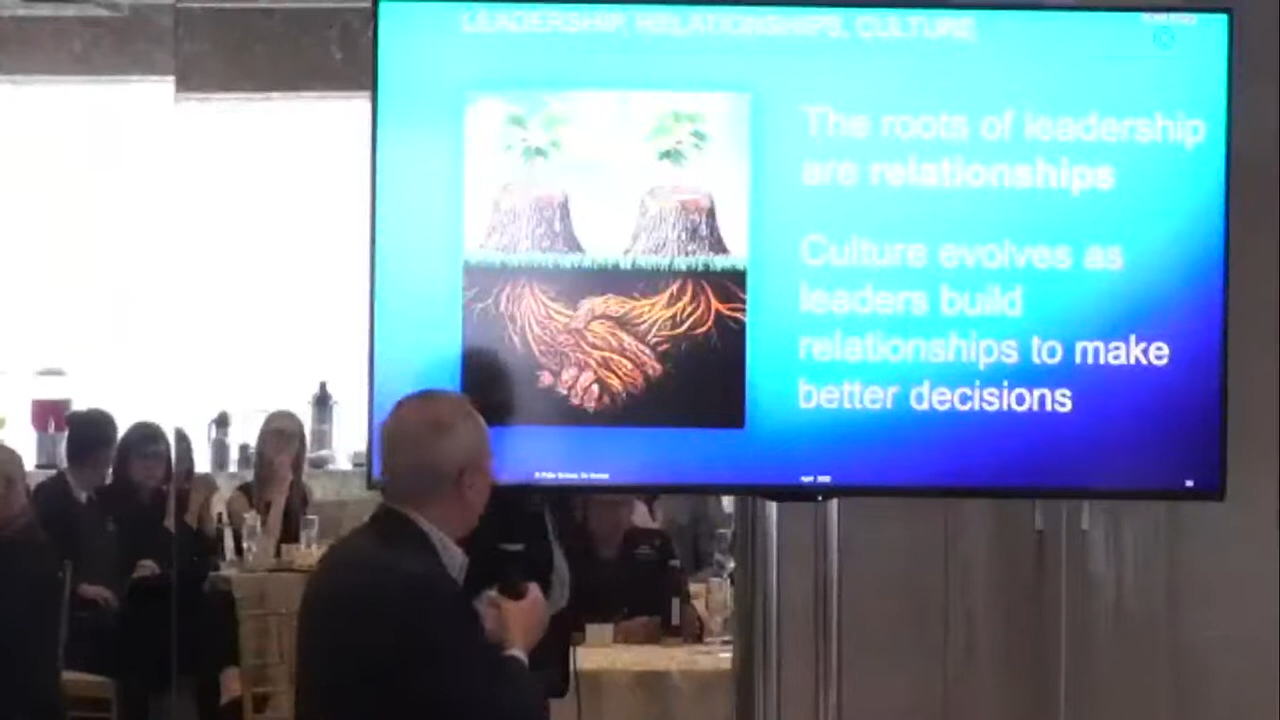 LEADERSHIP, RELATIONSHIPS, CULTURE
The roots of leadership
are relationships
Culture evolves as
leaders build
relationships to make
better decisions